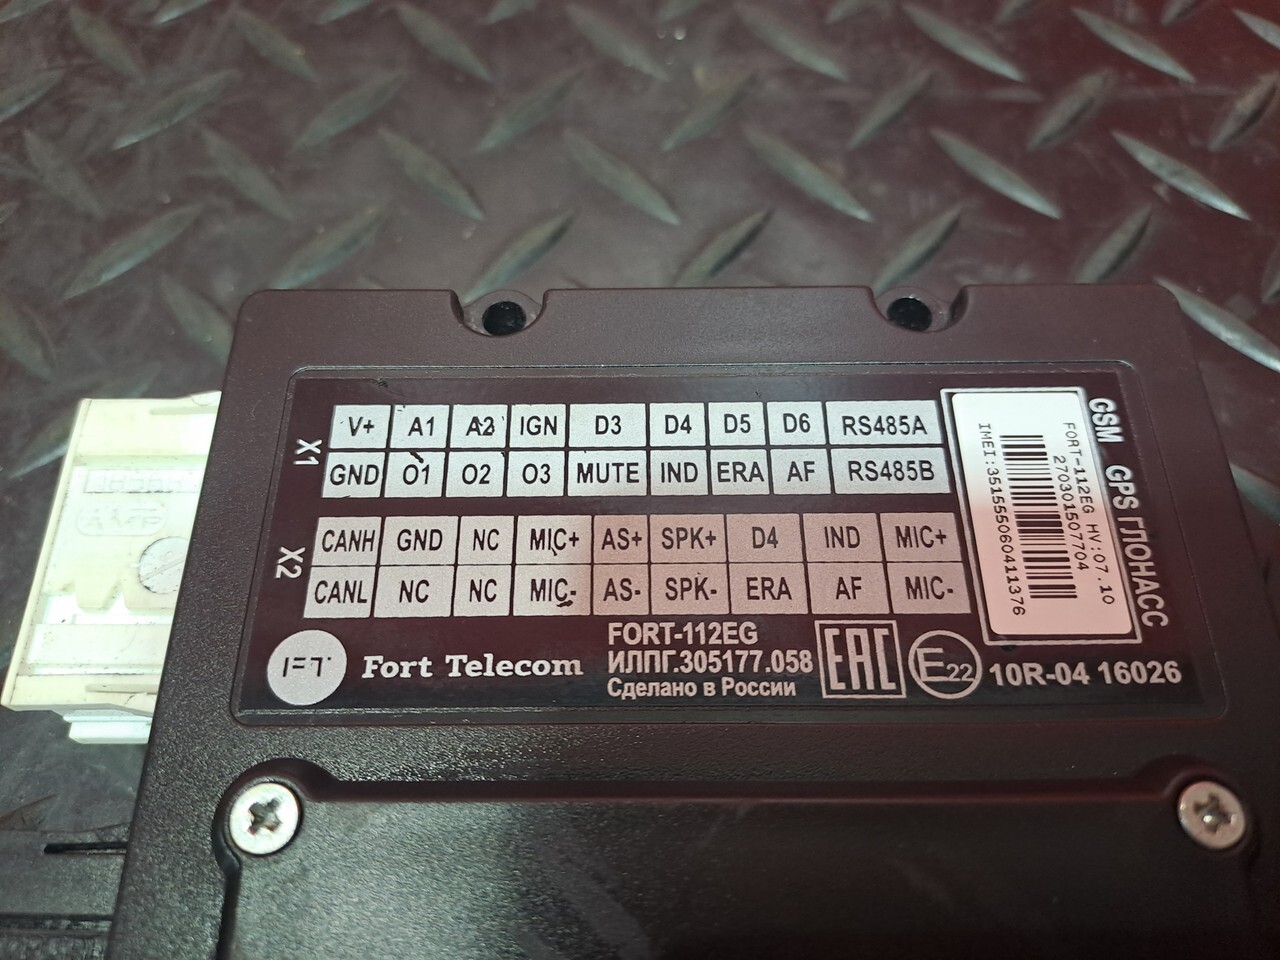 X1
V+ A1 A2 IGN D3 D4 D5 D6 RS485A
GND O1 O2 O3 MUTE IND ERA AF RS485B
X2
CANH GND NC MIC+ AS+ SPK+ D4 IND MIC+
CANL NC NC MIC- AS- SPK- ERA AF MIC-
Fort Telecom
FORT-112EG
ИЛПГ.305177.058
Сделано в России
EAC
E22
10R-04 16026
GSM GPS ГЛОНАСС
FORT-112EG HV:07.10
270301507704
IMEI:351555060411376
AMP